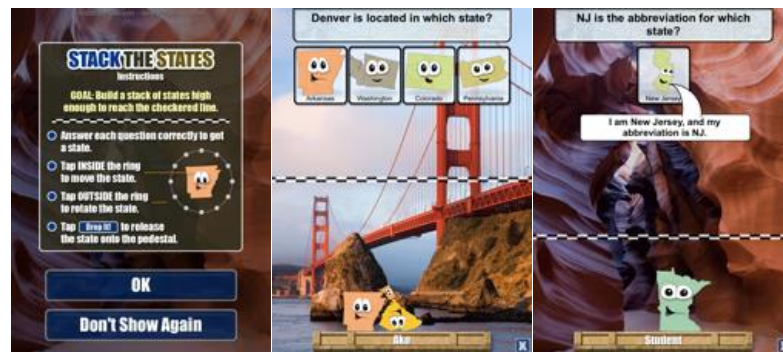 STACK THE STATES
Instructions
GOAL: Build a stack of states high
enough to reach the checkered line.
Answer each question correctly to get
a state.
Tap INSIDE the ring
to move the state.
Tap OUTSIDE the ring
to rotate the state.
Tap Drop It! to release
the state onto the pedestal.
OK
Don't Show Again
Denver is located in which state?
Arkansas
Washington
Colorado
Pennsylvania
Ako
X
NJ is the abbreviation for which
state?
New Jersey
I am New Jersey, and my
abbreviation is NJ.
Student